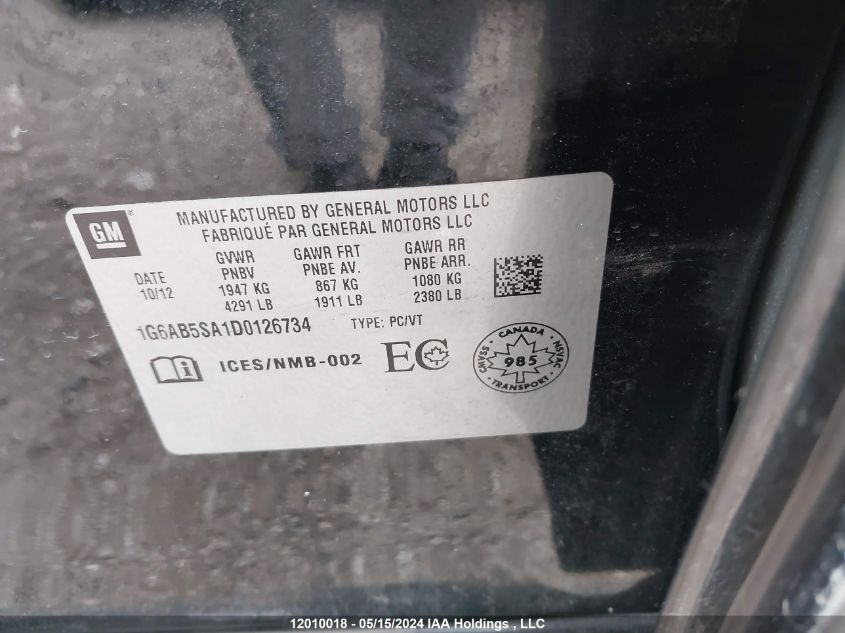 GM ®
MANUFACTURED BY GENERAL MOTORS LLC
FABRIQUÉ PAR GENERAL MOTORS LLC
DATE
10/12
GVWR
PNBV
1947 KG
4291 LB
GAWR FRT
PNBE AV.
867 KG
1911 LB
GAWR RR
PNBE ARR.
1080 KG
2380 LB
1G6AB5SA1D0126734 TYPE: PC/VT
ICES/NMB-002 EC
CANADA
SVAC
985
NSVAC
TRANSPORT
12010018 - 05/15/2024 IAA Holdings , LLC